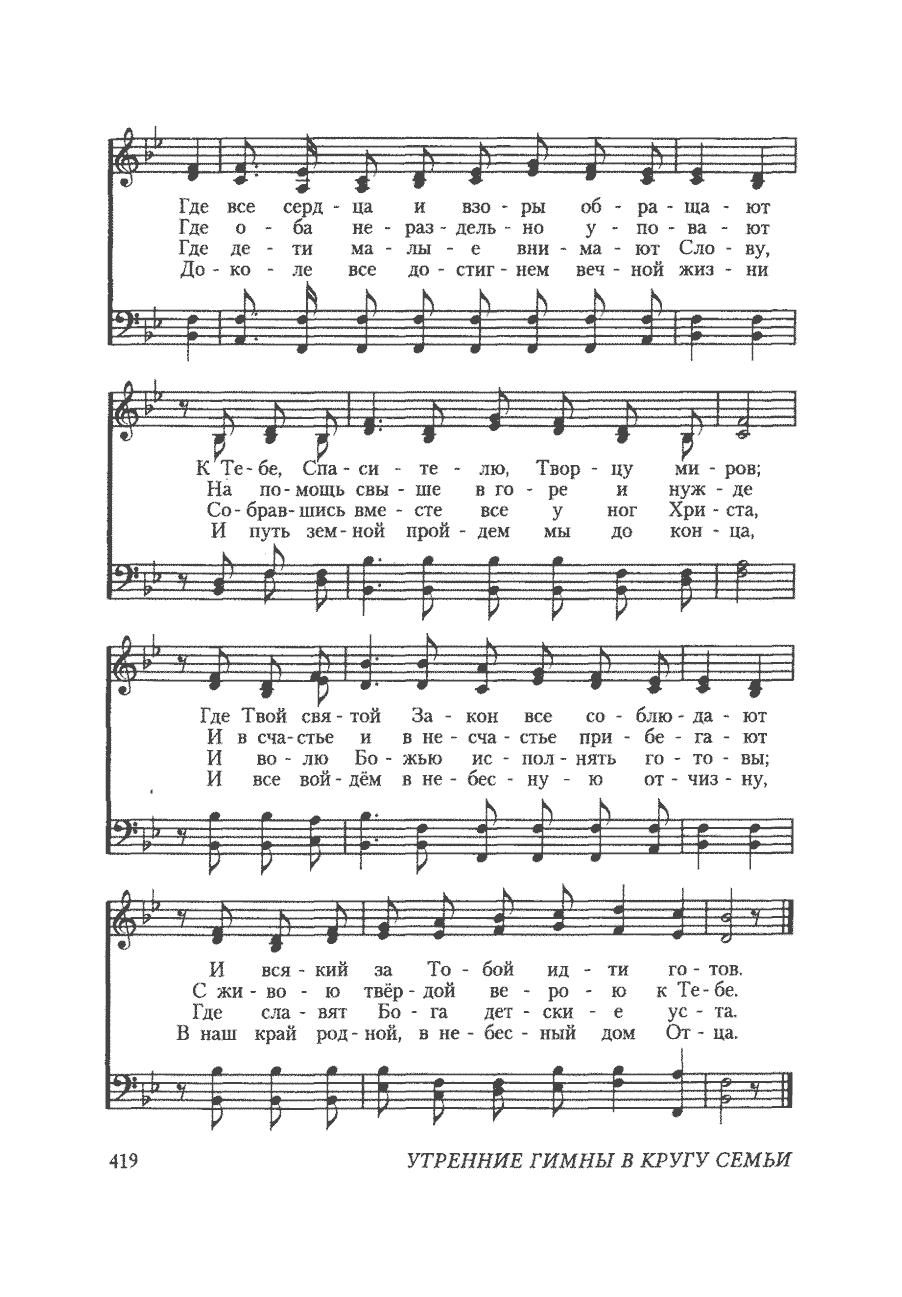 Где все серд - ца и взо - ры об - ра - ща - ют
Где о - ба не - раз - дель - но у - по - ва - ют
Где де - ти ма - лы - е вни - ма - ют Сло - ву,
До - ко - ле все до - стиг - нем веч - ной жиз - ни
К Те - бе, Спа - си - те - лю, Твор - цу ми - ров;
На по - мощь свы - ше в го - ре и нуж - де
Со - брав - шись вме - сте все у ног Хри - ста,
И путь зем - ной прой - дем мы до кон - ца,
Где Твой свя - той За - кон все со - блю - да - ют
И в сча - стье и в не - сча - стье при - бе - га - ют
И во - лю Бо - жью ис - пол - нять го - то - вы;
И все вой - дём в не - бес - ну - ю от - чиз - ну,
И вся - кий за То - бой ид - ти го - тов.
С жи - во - ю твёр - дой ве - ро - ю к Те - бе.
Где сла - вят Бо - га дет - ски - е ус - та.
В наш край род - ной, в не - бес - ный дом От - ца.
419 УТРЕННИЕ ГИМНЫ В КРУГУ СЕМЬИ